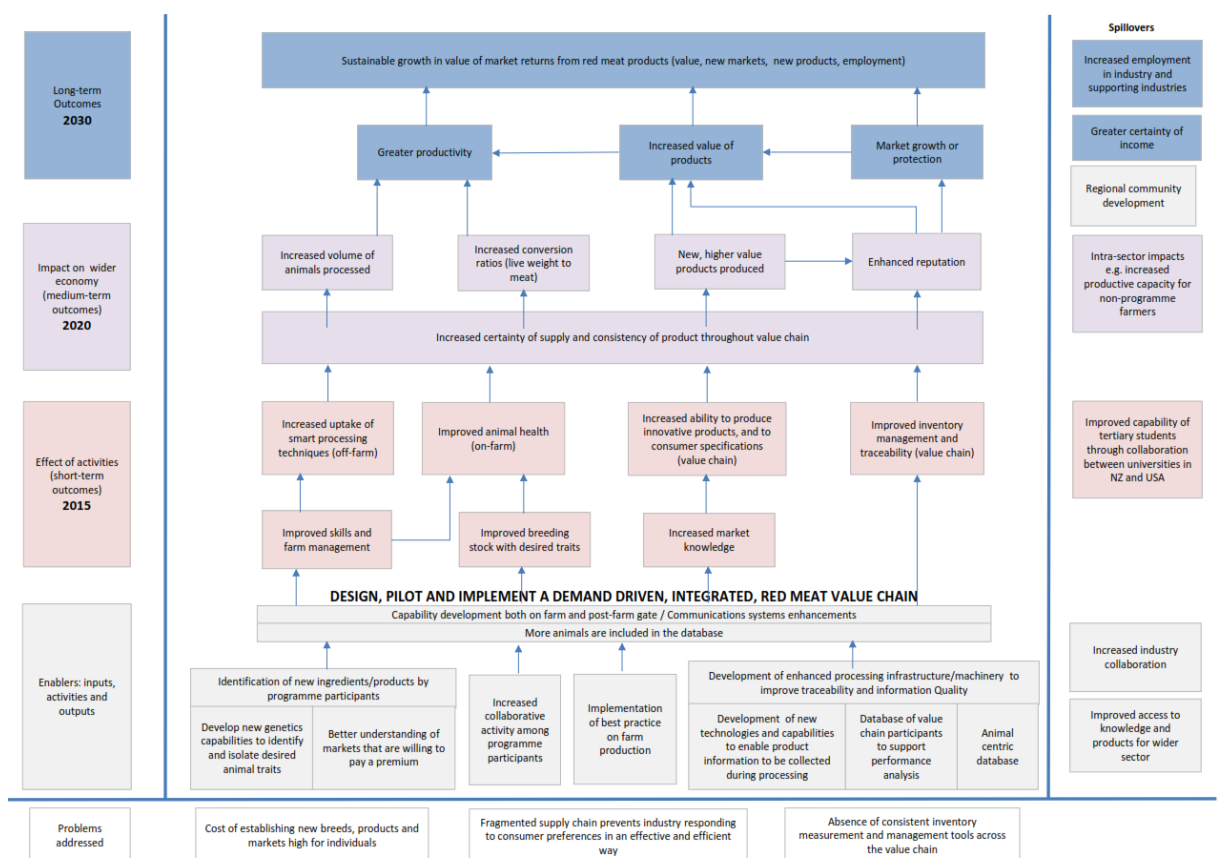 Spillovers
Sustainable growth in value of market returns from red meat products (value, new markets, new products, employment)
Increased employment
in industry and
supporting industries
Long-term
Outcomes
2030
Greater productivity
Increased value of
products
Market growth or
protection
Greater certainty of
income
Regional community
development
Impact on wider
economy
(medium-term
outcomes)
2020
Increased volume of
animals processed
Increased conversion
ratios (live weight to
meat)
New, higher value
products produced
Enhanced reputation
Intra-sector impacts
e.g. increased
productive capacity for
non-programme
farmers
Increased certainty of supply and consistency of product throughout value chain
Effect of activities
(short-term
outcomes)
2015
Increased uptake of
smart processing
techniques (off-farm)
Improved animal health
(on-farm)
Increased ability to produce
innovative products, and to
consumer specifications
(value chain)
Improved inventory
management and
traceability (value chain)
Improved capability of
tertiary students
through collaboration
between universities in
NZ and USA
Improved skills and
farm management
Improved breeding
stock with desired traits
Increased market
knowledge
DESIGN, PILOT AND IMPLEMENT A DEMAND DRIVEN, INTEGRATED, RED MEAT VALUE CHAIN
Capability development both on farm and post-farm gate / Communications systems enhancements
More animals are included in the database
Enablers: inputs,
activities and
outputs
Identification of new ingredients/products by
programme participants
Develop new genetics
capabilities to identify
and isolate desired
animal traits
Better understanding of
markets that are willing to
pay a premium
Increased
collaborative
activity among
programme
participants
Implementation
of best practice
on farm
production
Development of enhanced processing infrastructure/machinery to
improve traceability and information Quality
Development of new
technologies and capabilities
to enable product
information to be collected
during processing
Database of value
chain participants
to support
performance
analysis
Animal
centric
database
Increased industry
collaboration
Improved access to
knowledge and
products for wider
sector
Problems
addressed
Cost of establishing new breeds, products and
markets high for individuals
Fragmented supply chain prevents industry responding
to consumer preferences in an effective and efficient
way
Absence of consistent inventory
measurement and management tools across
the value chain